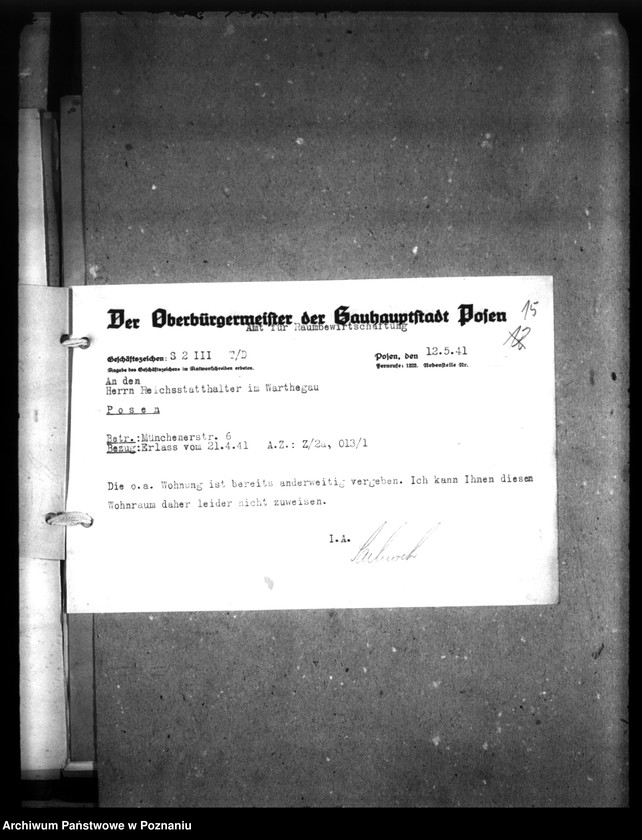 Der Oberbürgermeister der Gauhauptstadt Posen
15
Amt für Raumbewirtschaftung
12
Geschäftszeichen: S 2 III T/D
Posen, den 12.5.41
Angabe des Geschäftszeichens im Antwortschreiben erbeten.
Fernrufe: Nebenstelle Nr.
An den
Herrn Reichsstatthalter im Warthegau
Posen
Betr.:Münchenerstr. 6
Bezug:Erlass vom 21.4.41 A.Z.: Z/2a, 013/1
Die o.a. Wohnung ist bereits anderweitig vergeben. Ich kann Ihnen diesen
Wohnraum daher leider nicht zuweisen.
I.A.
Archiwum Państwowe w Poznaniu